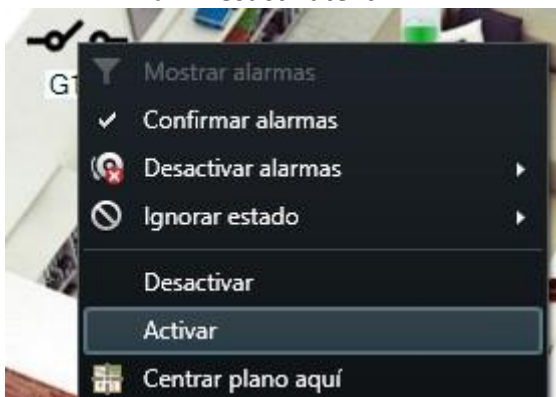 G1
Mostrar alarmas
Confirmar alarmas
Desactivar alarmas
Ignorar estado
Desactivar
Activar
Centrar plano aquí